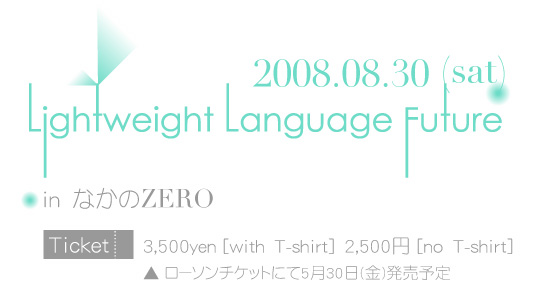 2008.08.30 (sat)
Lightweight Language Future
in なかのZERO
Ticket 3,500yen [with T-shirt] 2,500円 [no T-shirt]
▲ ローソンチケットにて5月30日(金)発売予定